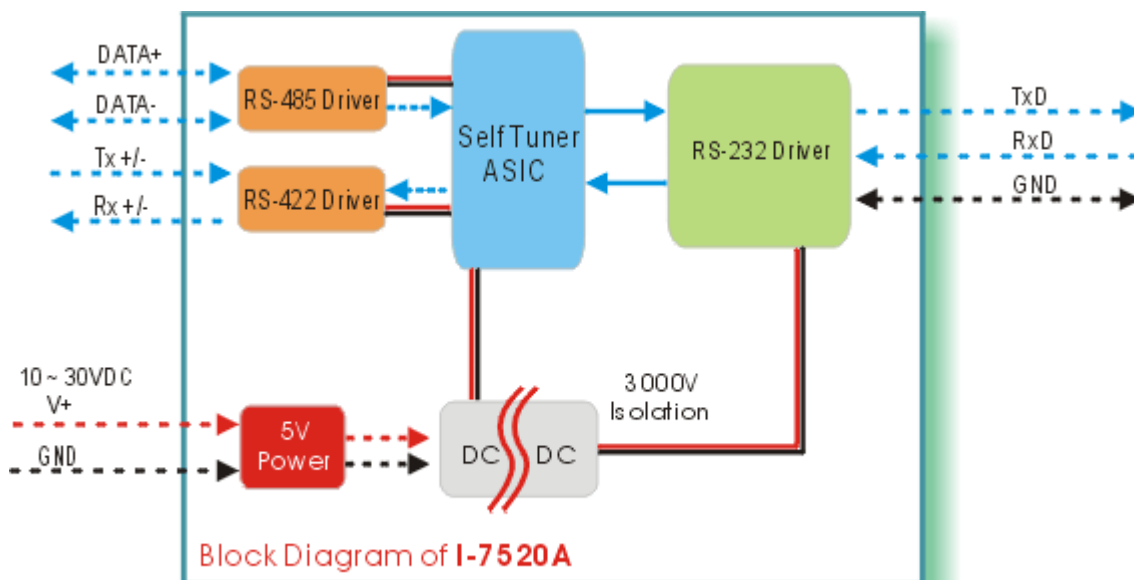 DATA+
DATA-
Tx +/-
Rx +/-
RS-485 Driver
RS-422 Driver
Self Tuner
ASIC
RS-232 Driver
TxD
RxD
GND
10 ~ 30VDC
V+
GND
5V
Power
DC DC
3000V
Isolation
Block Diagram of I-7520A